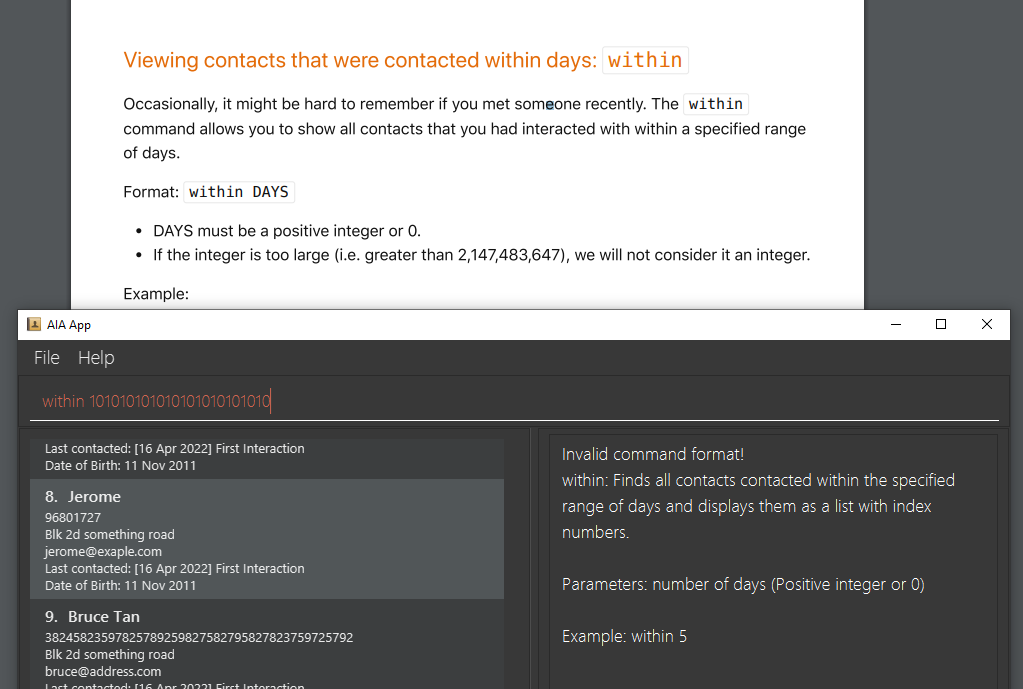 Viewing contacts that were contacted within days: within
Occasionally, it might be hard to remember if you met someone recently. The within
command allows you to show all contacts that you had interacted with within a specified range
of days.
Format: within DAYS
• DAYS must be a positive integer or 0.
• If the integer is too large (i.e. greater than 2,147,483,647), we will not consider it an integer.
Example:
AIA App
File Help
within 1010101010101010101010
Last contacted: [16 Apr 2022] First Interaction
Date of Birth: 11 Nov 2011
8. Jerome
96801727
Blk 2d something road
jerome@exaple.com
Last contacted: [16 Apr 2022] First Interaction
Date of Birth: 11 Nov 2011
9. Bruce Tan
38245823597825789259827582795827823759725792
Blk 2d something road
bruce@address.com
Last contacted: [16 Apr 2022] First Interaction
Invalid command format!
within: Finds all contacts contacted within the specified
range of days and displays them as a list with index
numbers.
Parameters: number of days (Positive integer or 0)
Example: within 5